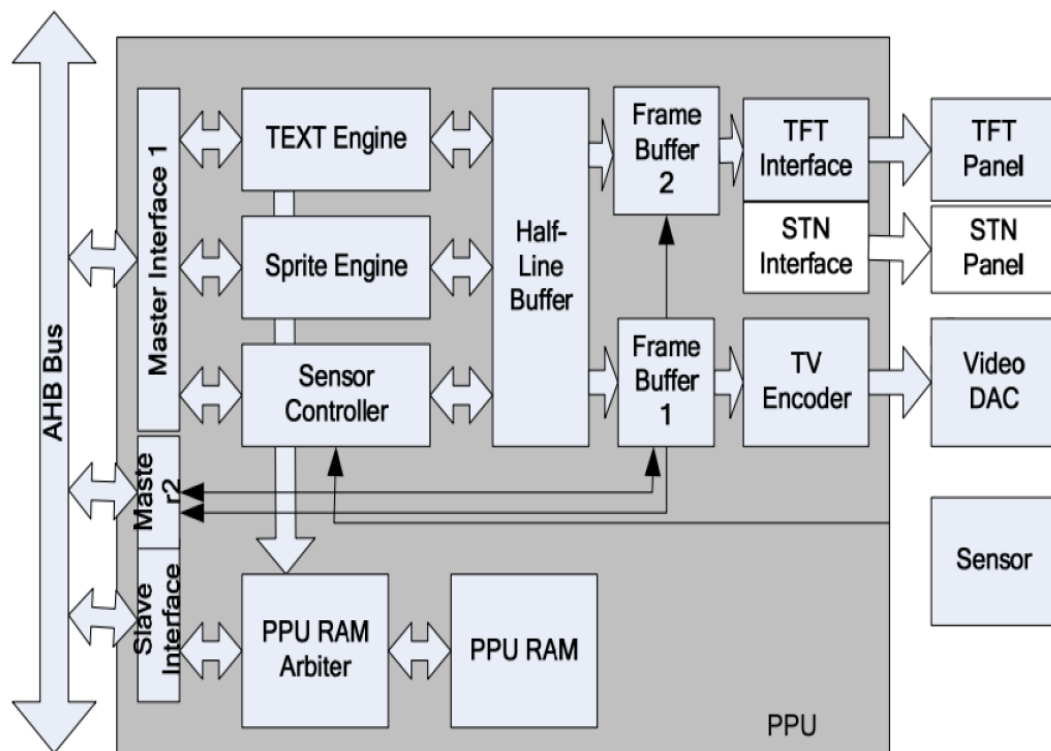 AHB Bus
Master Interface 1
Maste
r2
Slave
Interface
TEXT Engine
Sprite Engine
Sensor
Controller
PPU RAM
Arbiter
PPU RAM
Half-
Line
Buffer
Frame
Buffer
2
Frame
Buffer
1
TFT
Interface
STN
Interface
TV
Encoder
TFT
Panel
STN
Panel
Video
DAC
Sensor
PPU